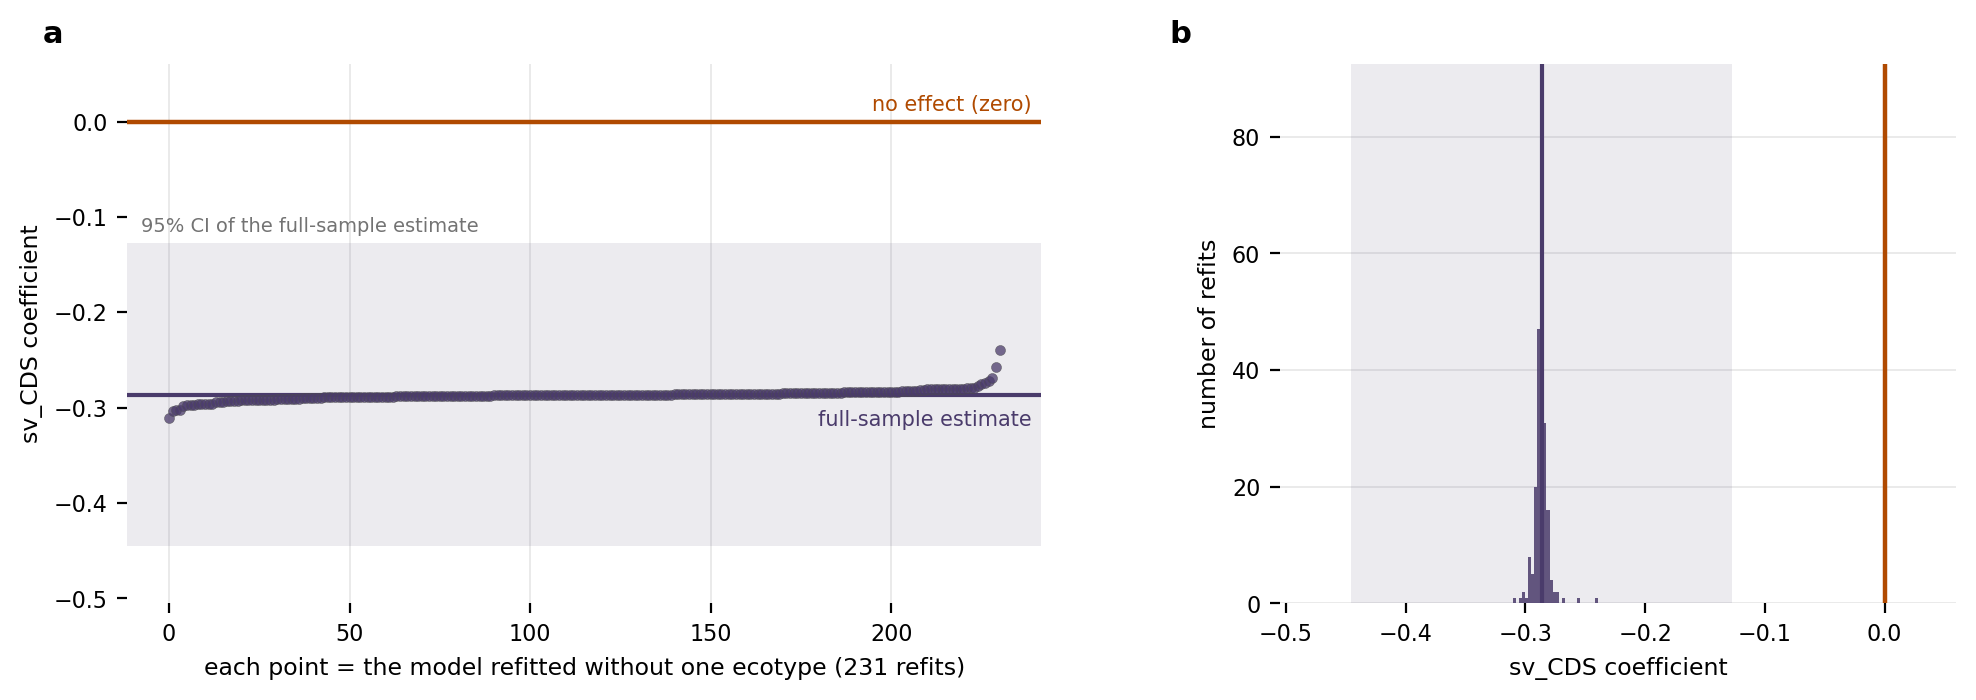 a
no effect (zero)
95% CI of the full-sample estimate
full-sample estimate
0.0
−0.1
−0.2
−0.3
−0.4
−0.5
sv_CDS coefficient
0
50
100
150
200
each point = the model refitted without one ecotype (231 refits)
b
80
60
40
20
0
number of refits
−0.5
−0.4
−0.3
−0.2
−0.1
0.0
sv_CDS coefficient